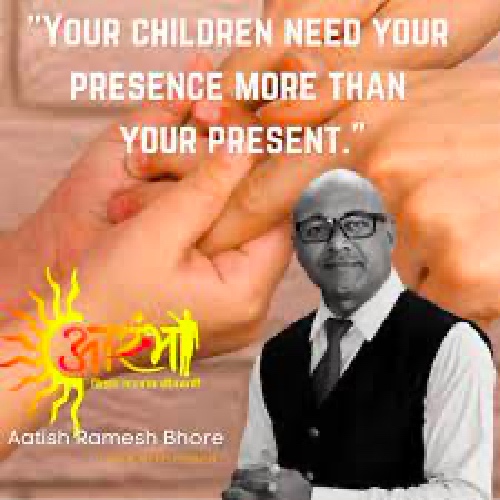 "YOUR CHILDREN NEED YOUR
PRESENCE MORE THAN
YOUR PRESENT."
आरंभ
Aatish Ramesh Bhore